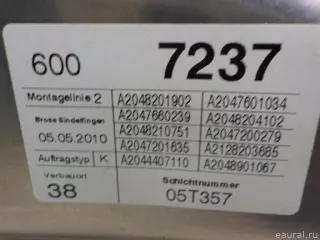 600 7237
Montagelinie 2 A2048201902 A2047601034
Brose Sindelfingen A2047660239 A2048204102
05.05.2010 A2048210751 A2047200279
A2047201635 A2128203685
Auftragstyp K A2044407110 A2048901067
Verbauort Schichtnummer
38 05T357
© eaural.ru